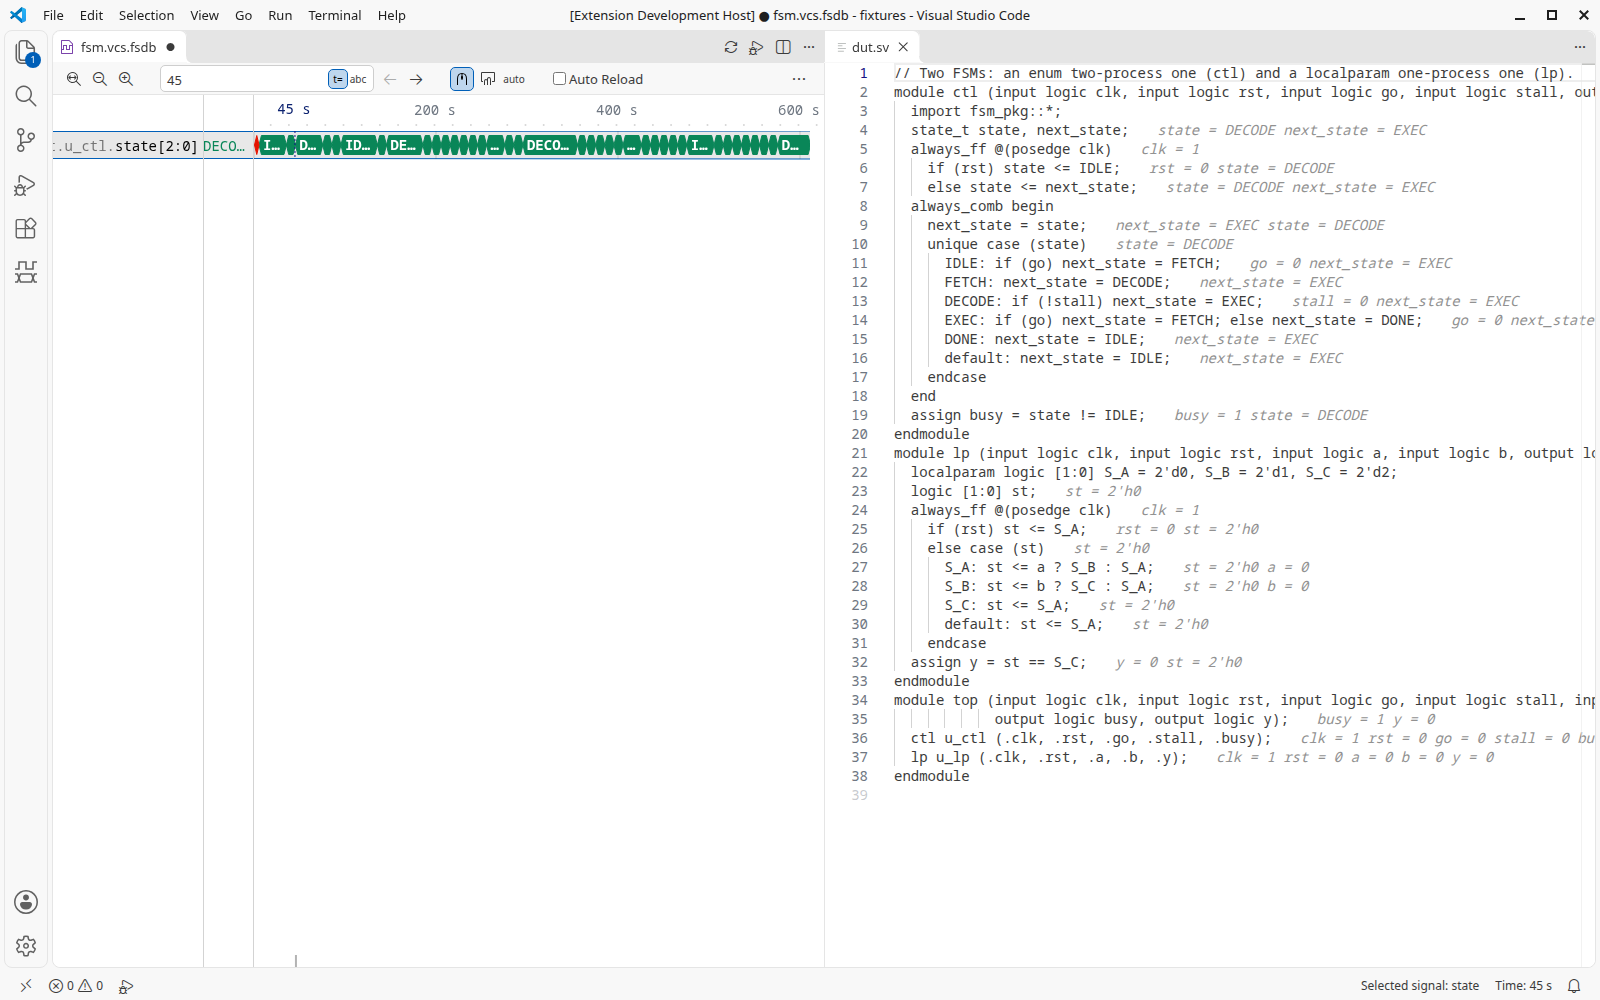 File Edit Selection View Go Run Terminal Help
[Extension Development Host] ● fsm.vcs.fsdb - fixtures - Visual Studio Code
1
fsm.vcs.fsdb
45
t= abc
auto
Auto Reload
45 s 200 s 400 s 600 s
:.u_ctl.state[2:0] DECO… I… D… ID… DE… … DECO… … I… D…
dut.sv
1 // Two FSMs: an enum two-process one (ctl) and a localparam one-process one (lp).
2 module ctl (input logic clk, input logic rst, input logic go, input logic stall, out
3 import fsm_pkg::*;
4 state_t state, next_state; state = DECODE next_state = EXEC
5 always_ff @(posedge clk) clk = 1
6 if (rst) state <= IDLE; rst = 0 state = DECODE
7 else state <= next_state; state = DECODE next_state = EXEC
8 always_comb begin
9 next_state = state; next_state = EXEC state = DECODE
10 unique case (state) state = DECODE
11 IDLE: if (go) next_state = FETCH; go = 0 next_state = EXEC
12 FETCH: next_state = DECODE; next_state = EXEC
13 DECODE: if (!stall) next_state = EXEC; stall = 0 next_state = EXEC
14 EXEC: if (go) next_state = FETCH; else next_state = DONE; go = 0 next_state
15 DONE: next_state = IDLE; next_state = EXEC
16 default: next_state = IDLE; next_state = EXEC
17 endcase
18 end
19 assign busy = state != IDLE; busy = 1 state = DECODE
20 endmodule
21 module lp (input logic clk, input logic rst, input logic a, input logic b, output lo
22 localparam logic [1:0] S_A = 2'd0, S_B = 2'd1, S_C = 2'd2;
23 logic [1:0] st; st = 2'h0
24 always_ff @(posedge clk) clk = 1
25 if (rst) st <= S_A; rst = 0 st = 2'h0
26 else case (st) st = 2'h0
27 S_A: st <= a ? S_B : S_A; st = 2'h0 a = 0
28 S_B: st <= b ? S_C : S_A; st = 2'h0 b = 0
29 S_C: st <= S_A; st = 2'h0
30 default: st <= S_A; st = 2'h0
31 endcase
32 assign y = st == S_C; y = 0 st = 2'h0
33 endmodule
34 module top (input logic clk, input logic rst, input logic go, input logic stall, inp
35 output logic busy, output logic y); busy = 1 y = 0
36 ctl u_ctl (.clk, .rst, .go, .stall, .busy); clk = 1 rst = 0 go = 0 stall = 0 bu
37 lp u_lp (.clk, .rst, .a, .b, .y); clk = 1 rst = 0 a = 0 b = 0 y = 0
38 endmodule
39
0 0
Selected signal: state Time: 45 s